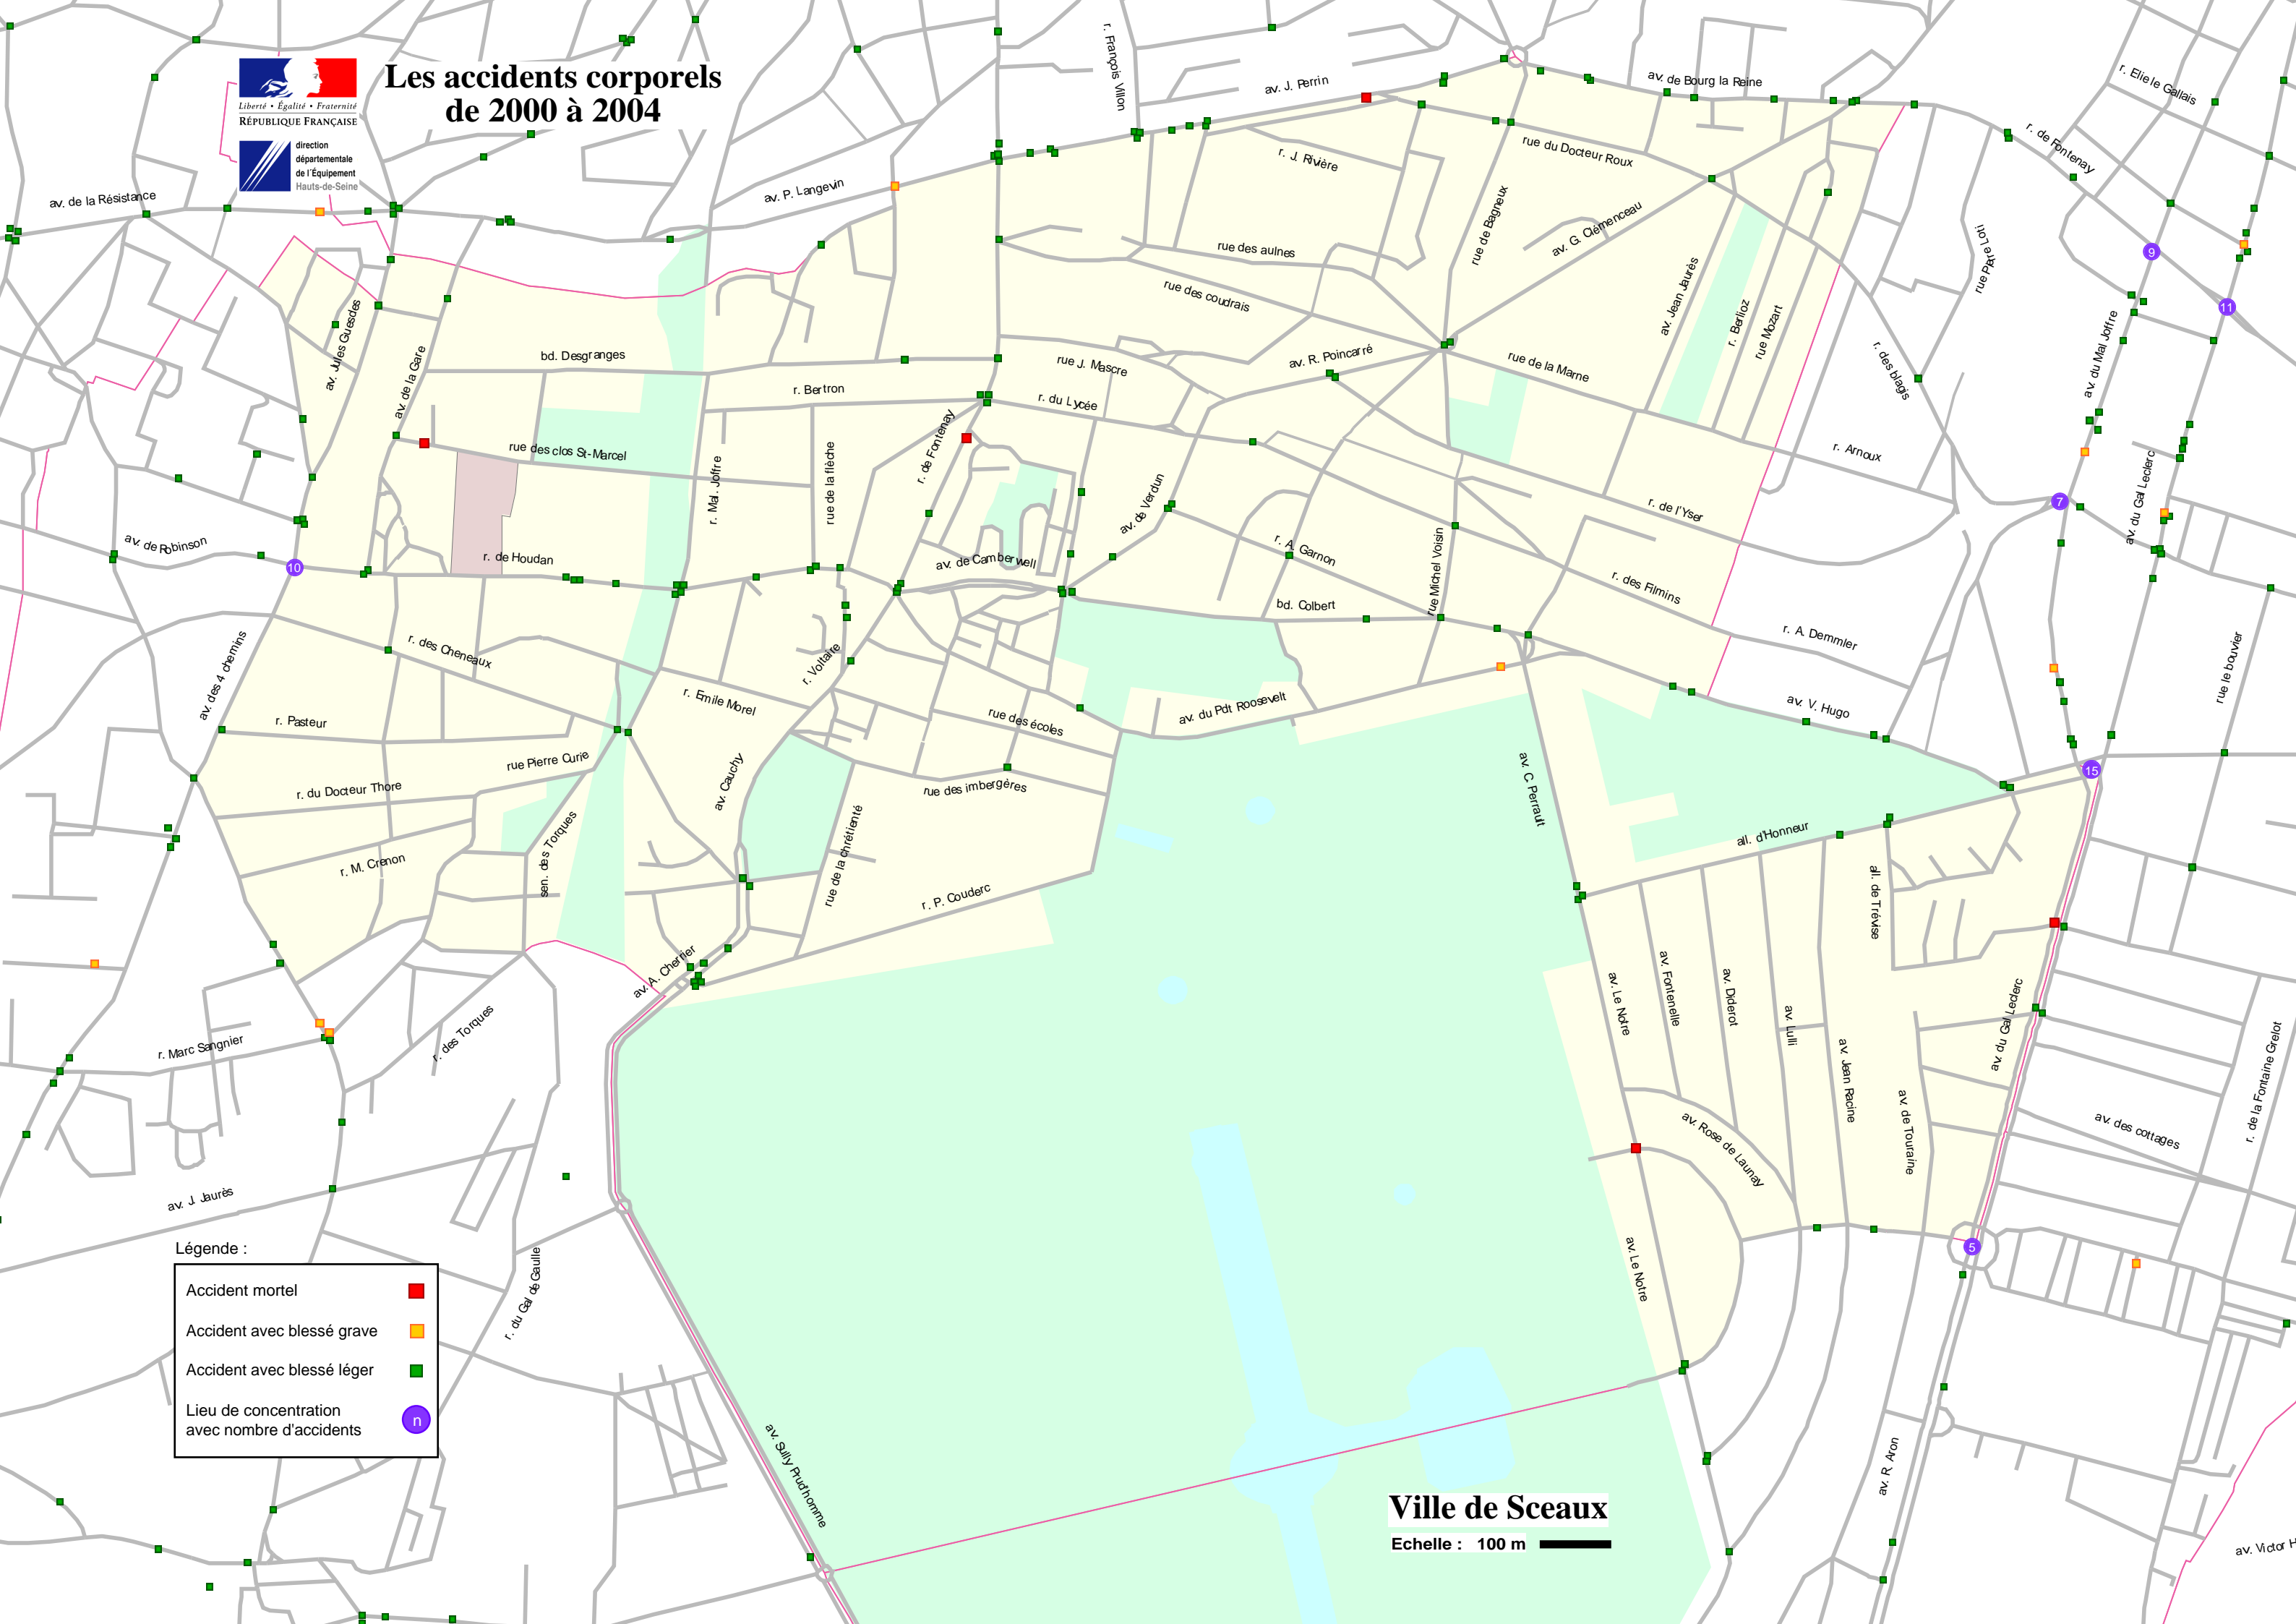 Les accidents corporels
de 2000 à 2004
Liberté • Égalité • Fraternité
RÉPUBLIQUE FRANÇAISE
direction
départementale
de l'Équipement
Hauts-de-Seine
r. François Villon
av. J. Perrin
av. de Bourg la Reine
r. Elie le Gallais
r. de Fontenay
rue du Docteur Roux
r. J. Rivière
av. P. Langevin
av. de la Résistance
rue de Bagneux
av. G. Clémenceau
rue des aulnes
rue Pierre Loti
9
rue des coudrais
av. Jean Jaurès
r. Berlioz
rue Mozart
11
av. Jules Guesdes
av. de la Gare
bd. Desgranges
rue J. Mascre
av. R. Poincarré
rue de la Marne
r. des blagis
av. du Mal Joffre
r. Bertron
r. du Lycée
rue des clos St-Marcel
r. Mal. Joffre
rue de la flèche
r. de Fontenay
av. de Verdun
r. Arnoux
av. du Gal Leclerc
r. de l'Yser
7
av. de Robinson
10
r. de Houdan
av. de Camberwell
r. A. Garnon
rue Michel Voisin
r. des Filmins
bd. Colbert
r. A. Demmler
av. des 4 chemins
r. des Cheneaux
r. Voltaire
r. Emile Morel
r. Pasteur
rue des écoles
av. du Pdt Roosevelt
av. V. Hugo
rue le bouvier
rue Pierre Curie
r. du Docteur Thore
av. Cauchy
rue des imbergères
av. C. Perrault
15
r. M. Crenon
sen. des Torques
rue de la chrétienté
r. P. Couderc
all. d'Honneur
all. de Trévise
av. A. Cherrier
r. des Torques
r. Marc Sangnier
av. Le Notre
av. Fontenelle
av. Diderot
av. Lulli
av. Jean Racine
av. de Touraine
av. du Gal Leclerc
r. de la Fontaine Grelot
av. des cottages
av. Rose de Launay
av. J. Jaurès
r. du Gal de Gaulle
av. Le Notre
5
Légende :
Accident mortel
Accident avec blessé grave
Accident avec blessé léger
Lieu de concentration
avec nombre d'accidents
n
av. Sully Prud'homme
av. R. Aron
Ville de Sceaux
Echelle : 100 m
av. Victor H